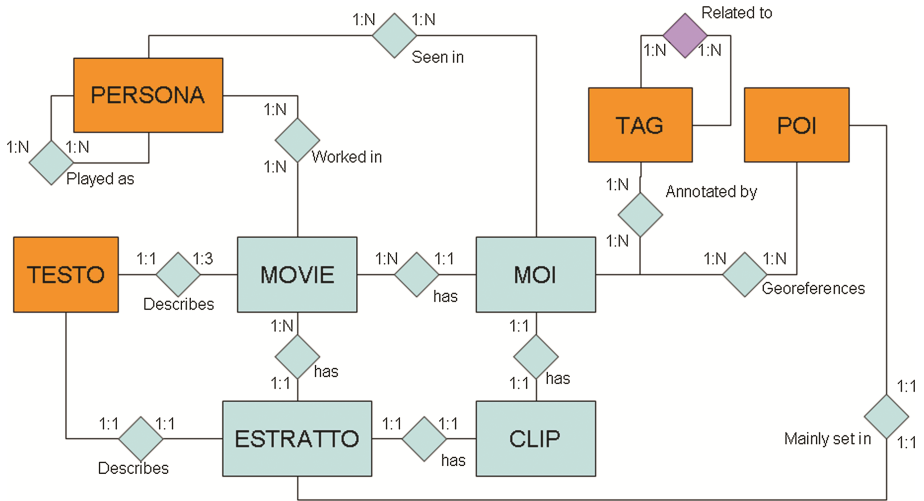 Related to
1:N 1:N
Seen in
1:N 1:N
PERSONA
TAG
POI
1:N
1:N 1:N
Played as
Worked in
1:N
1:N
Annotated by
1:N
1:1 1:3
1:N 1:1
1:N 1:N
TESTO
MOVIE
MOI
Describes
has
Georeferences
1:N
1:1
has
has
1:1
1:1
1:1 1:1
1:1 1:1
1:1
ESTRATTO
CLIP
Mainly set in
1:1
Describes
has